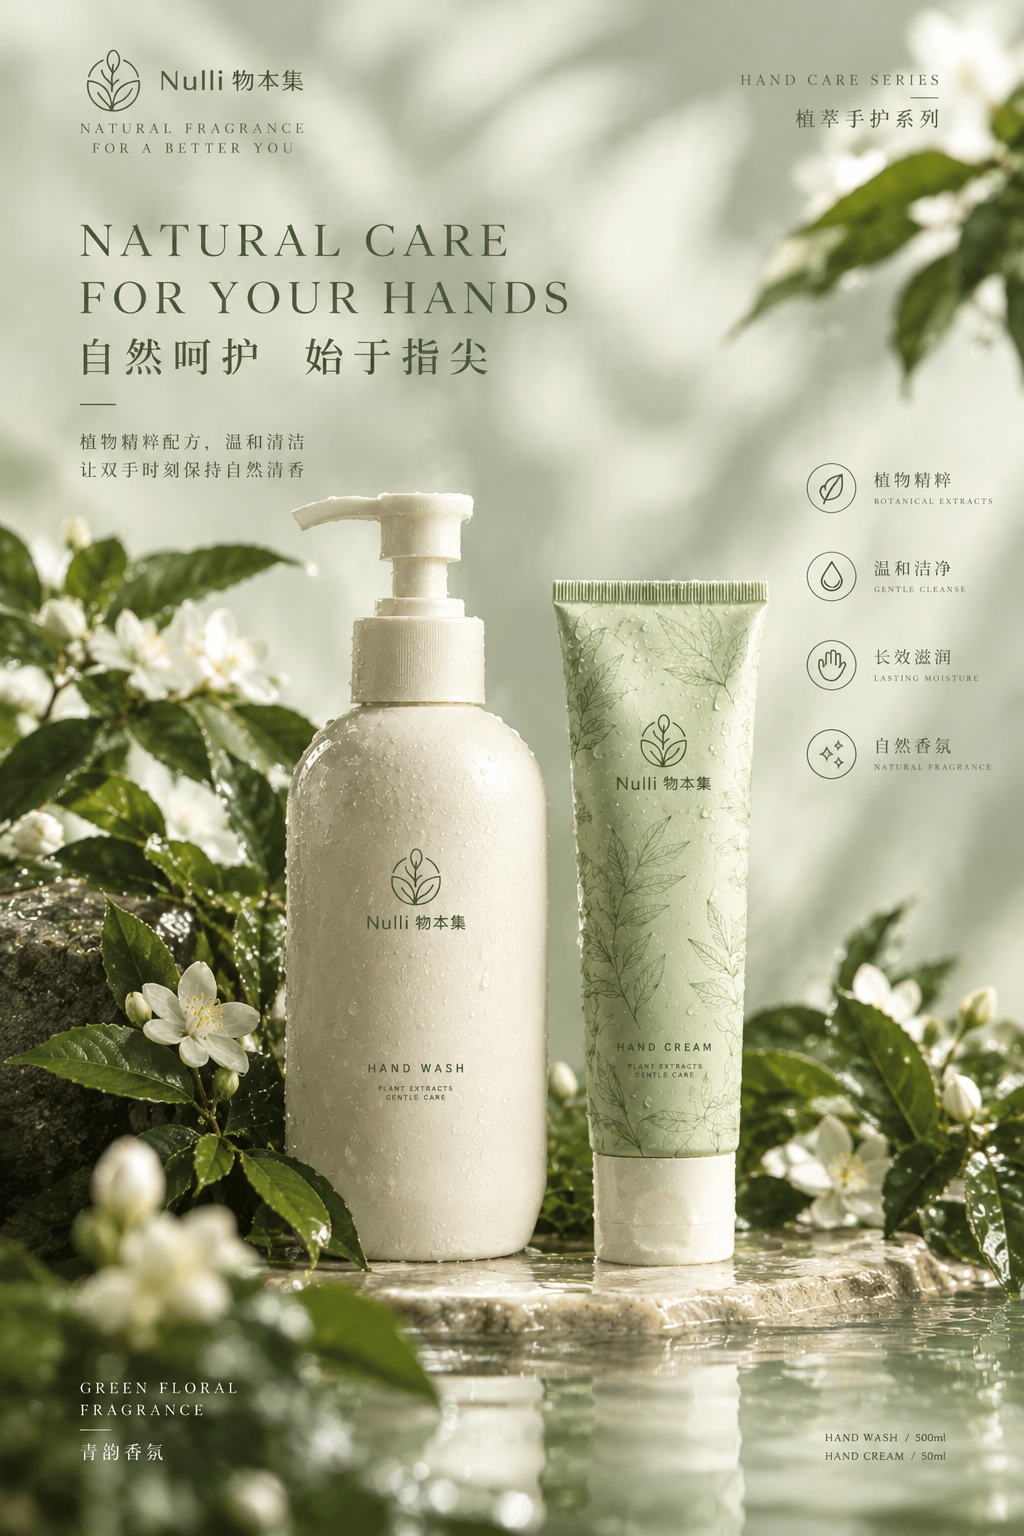 Nulli 物本集
NATURAL FRAGRANCE
FOR A BETTER YOU
HAND CARE SERIES
植萃手护系列
NATURAL CARE
FOR YOUR HANDS
自然呵护 始于指尖
植物精粹配方，温和清洁
让双手时刻保持自然清香
植物精粹
BOTANICAL EXTRACTS
温和洁净
GENTLE CLEANSE
长效滋润
LASTING MOISTURE
自然香氛
NATURAL FRAGRANCE
Nulli 物本集
HAND WASH
PLANT EXTRACTS
GENTLE CARE
Nulli 物本集
HAND CREAM
PLANT EXTRACTS
GENTLE CARE
GREEN FLORAL
FRAGRANCE
青韵香氛
HAND WASH / 500ml
HAND CREAM / 50ml